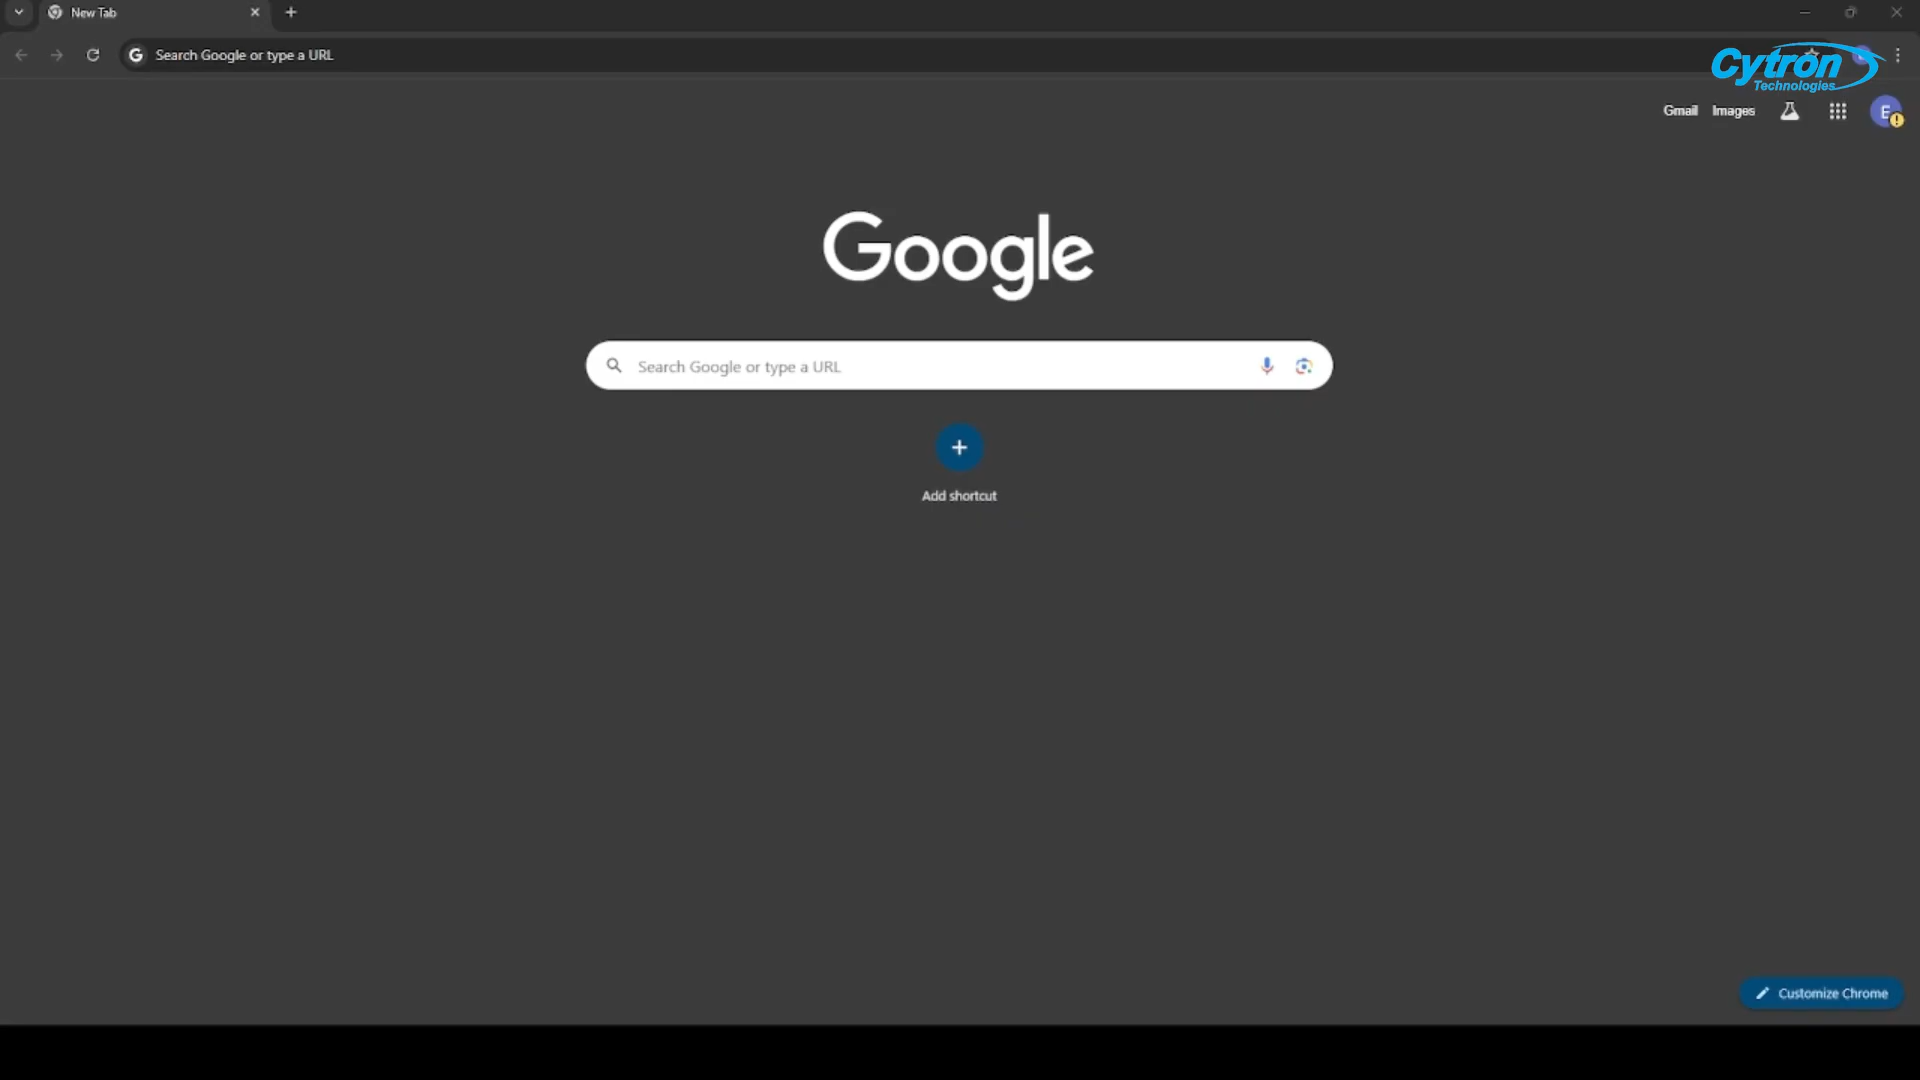 New Tab
Search Google or type a URL
Cytron
Technologies
Gmail Images
E
Google
Search Google or type a URL
Add shortcut
Customize Chrome